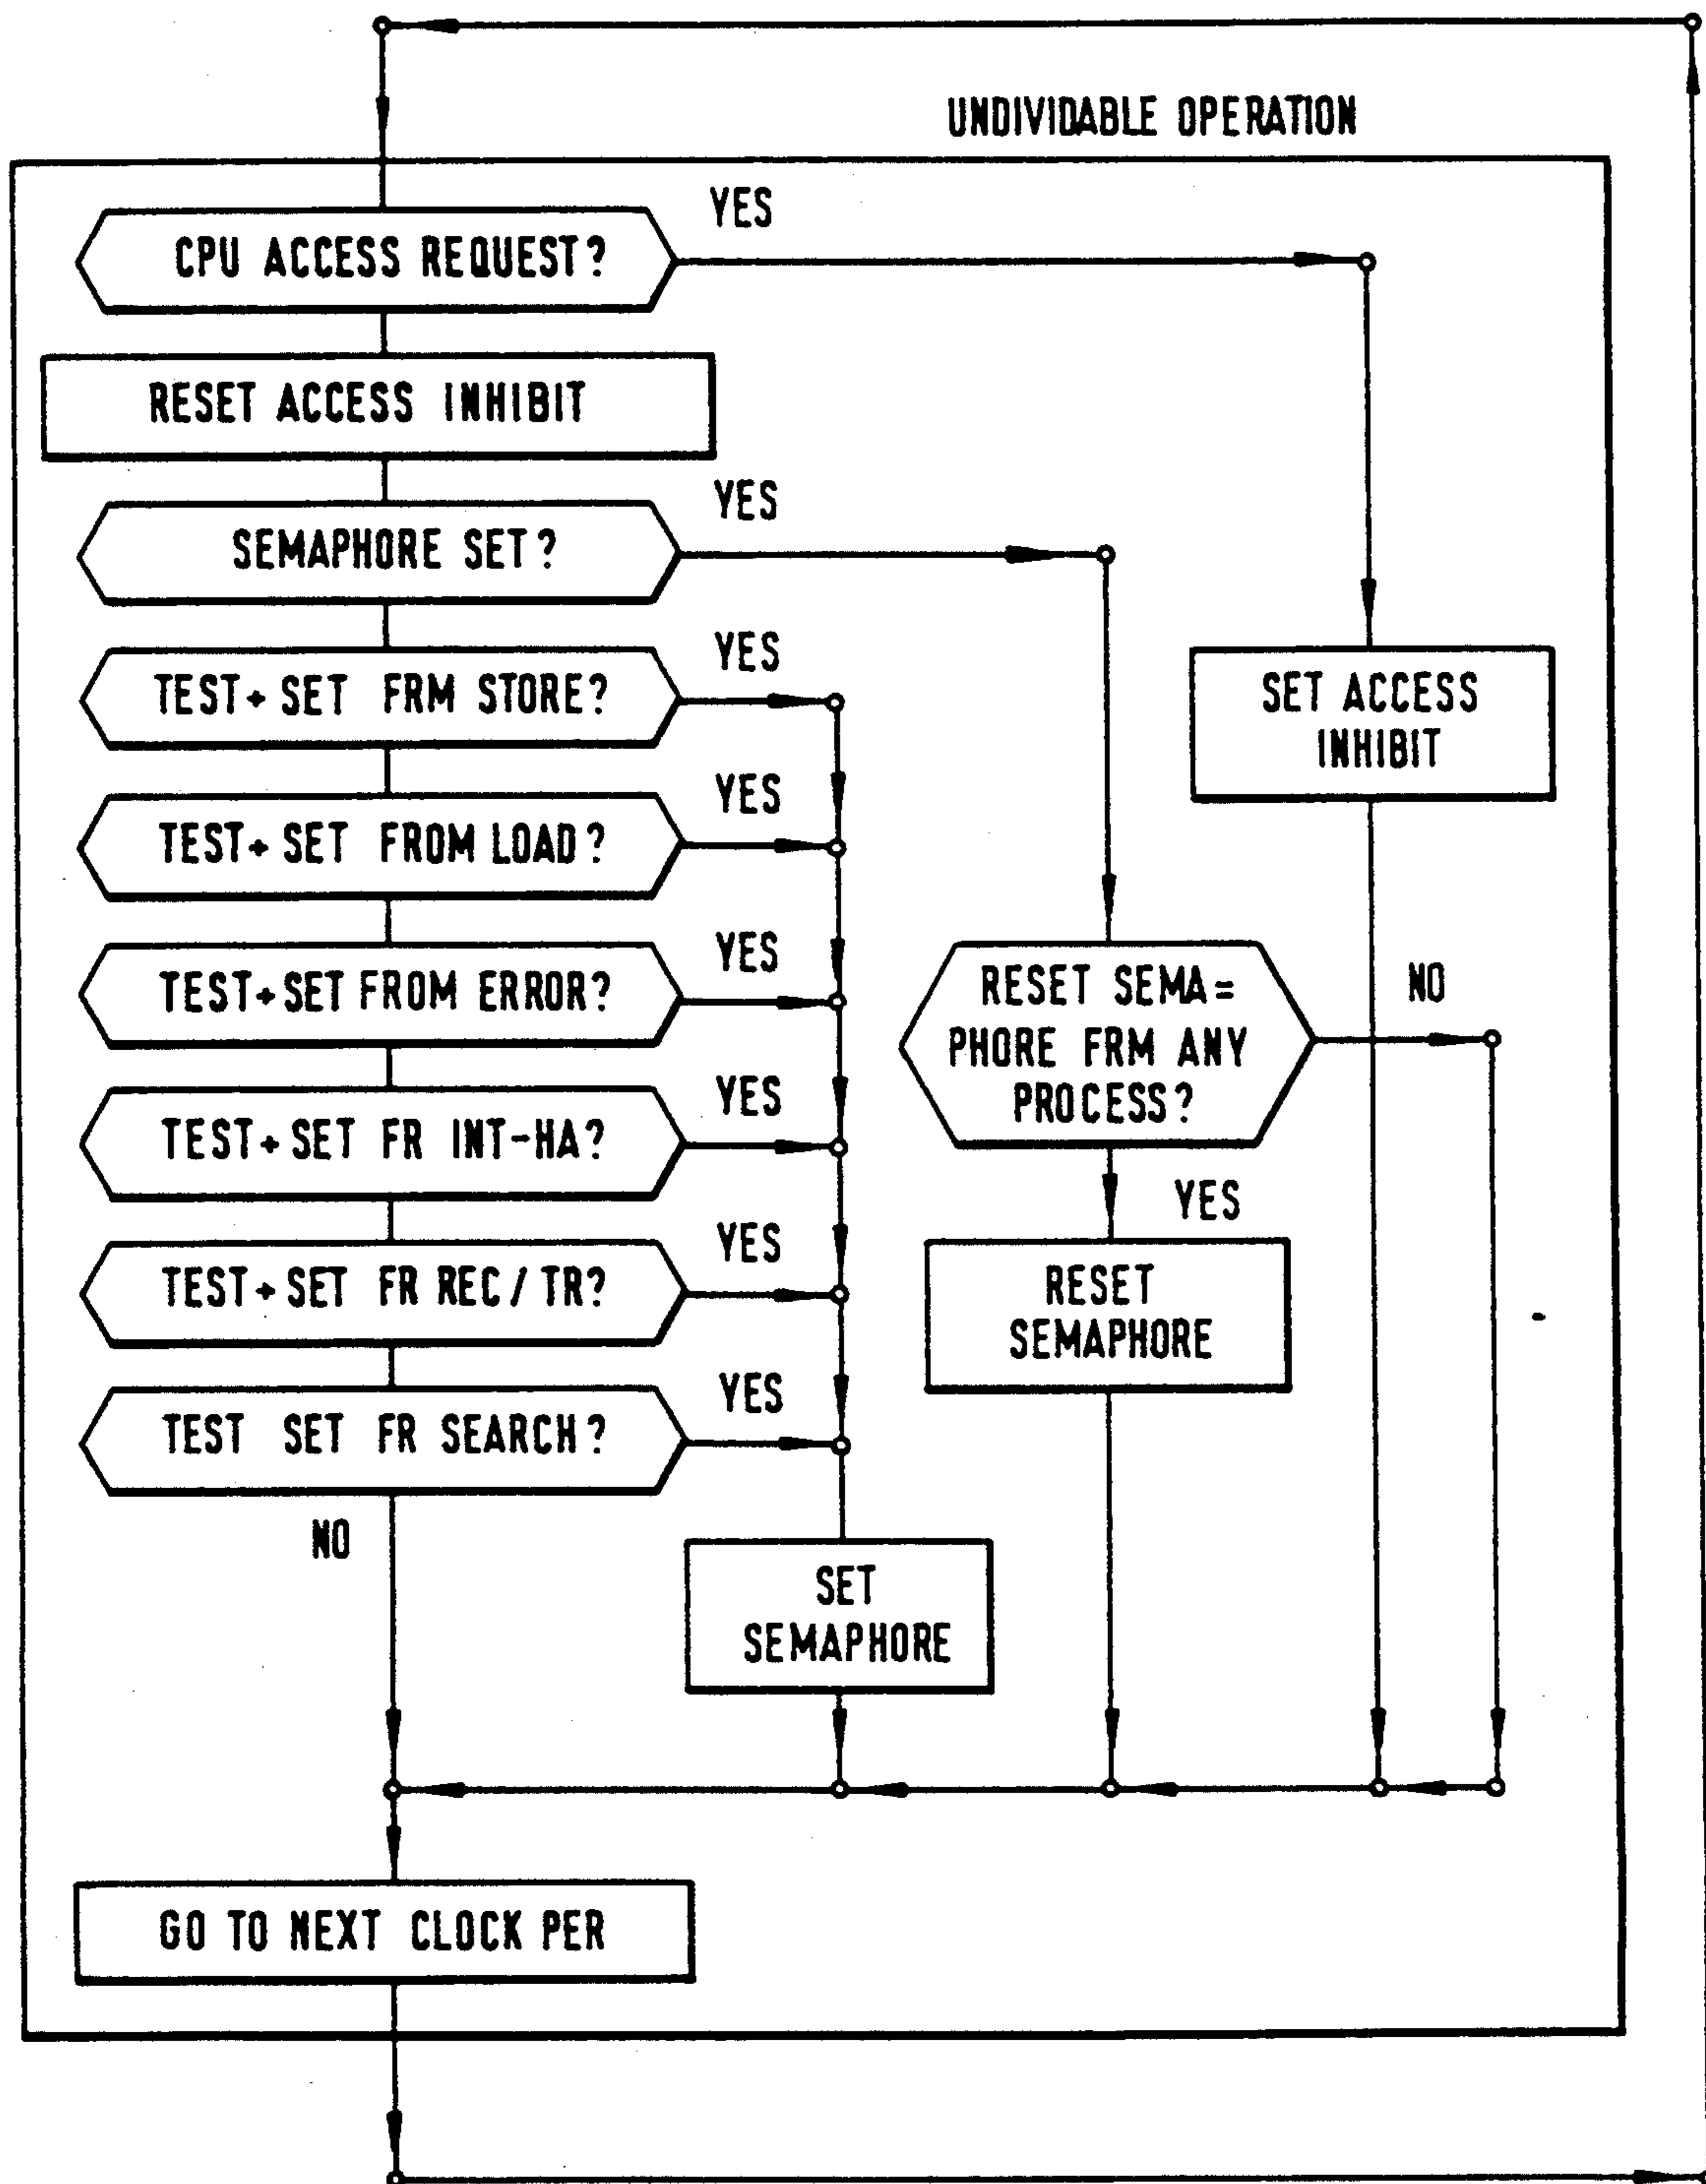 UNDIVIDABLE OPERATION
YES
CPU ACCESS REQUEST?
RESET ACCESS INHIBIT
YES
SEMAPHORE SET?
YES
TEST+ SET FRM STORE?
SET ACCESS
INHIBIT
YES
TEST+ SET FROM LOAD?
YES
TEST+SET FROM ERROR?
RESET SEMA=
PHORE FRM ANY
PROCESS?
NO
YES
TEST+ SET FR INT-HA?
YES
YES
TEST+SET FR REC / TR?
RESET
SEMAPHORE
YES
TEST SET FR SEARCH?
NO
SET
SEMAPHORE
GO TO NEXT CLOCK PER